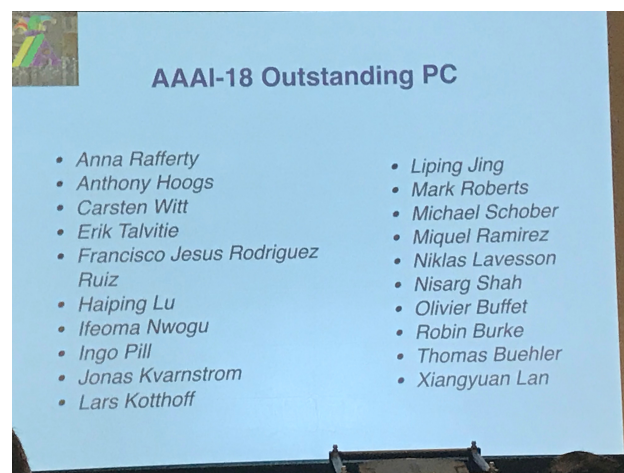 AAAI-18 Outstanding PC
• Anna Rafferty
• Anthony Hoogs
• Carsten Witt
• Erik Talvitie
• Francisco Jesus Rodriguez
Ruiz
• Haiping Lu
• Ifeoma Nwogu
• Ingo Pill
• Jonas Kvarnstrom
• Lars Kotthoff
• Liping Jing
• Mark Roberts
• Michael Schober
• Miquel Ramirez
• Niklas Lavesson
• Nisarg Shah
• Olivier Buffet
• Robin Burke
• Thomas Buehler
• Xiangyuan Lan